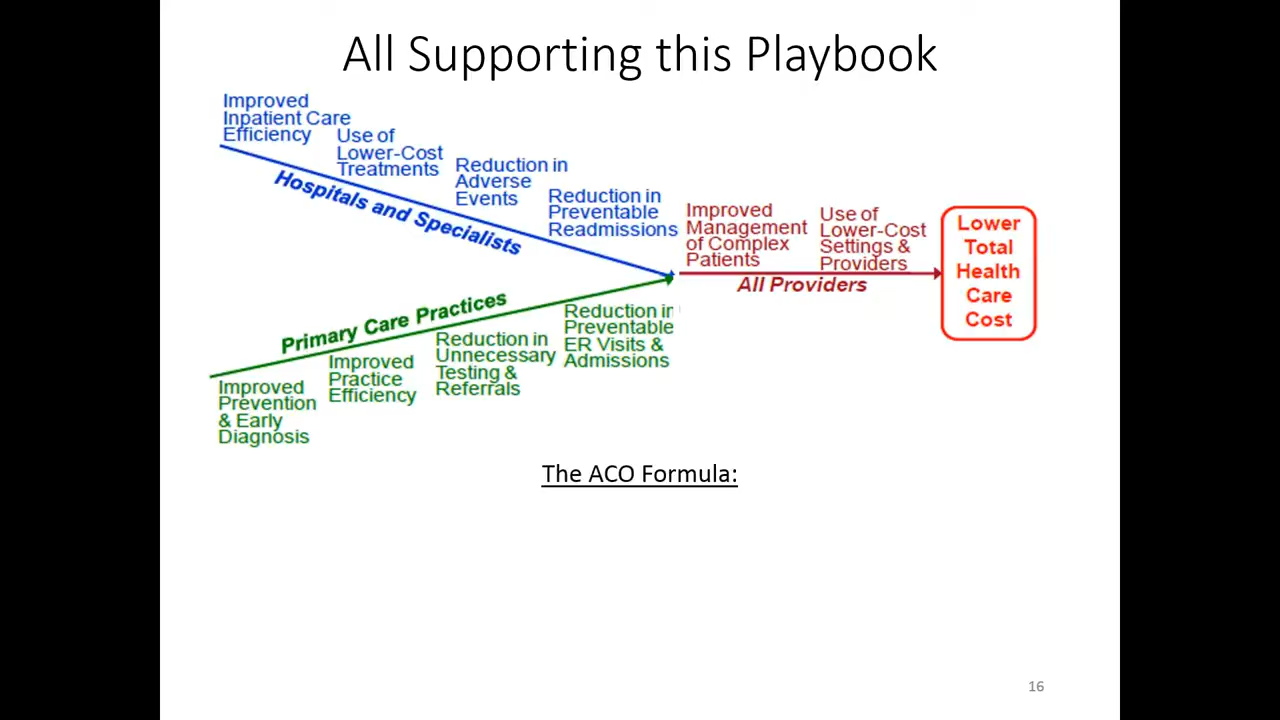 All Supporting this Playbook
Improved
Inpatient Care
Efficiency
Use of
Lower-Cost
Treatments
Reduction in
Adverse
Events
Reduction in
Preventable
Readmissions
Hospitals and Specialists
Improved
Management
of Complex
Patients
Use of
Lower-Cost
Settings &
Providers
All Providers
Lower
Total
Health
Care
Cost
Primary Care Practices
Improved
Prevention
& Early
Diagnosis
Improved
Practice
Efficiency
Reduction in
Unnecessary
Testing &
Referrals
Reduction in
Preventable
ER Visits &
Admissions
The ACO Formula:
16